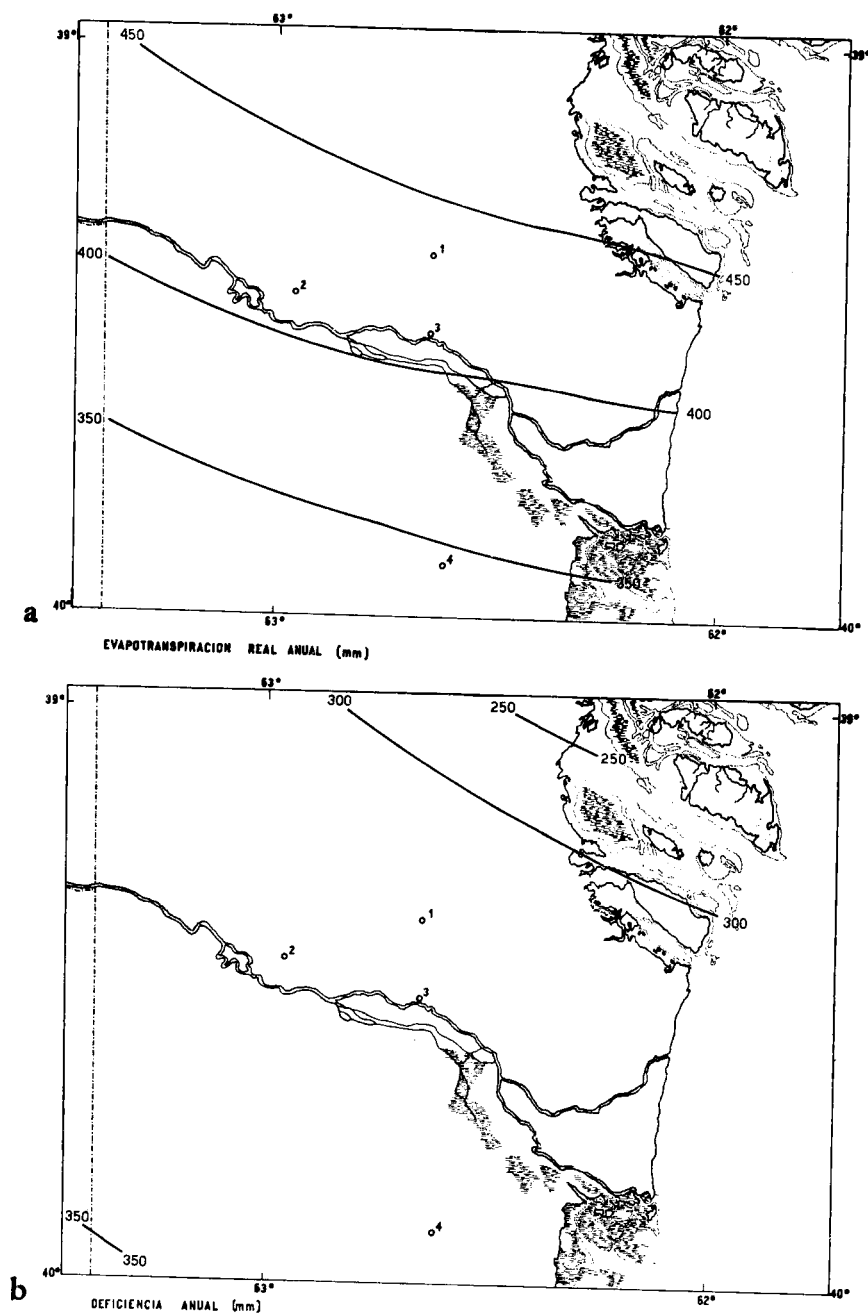 63° 62°
39° 450 39°
1
450
400 2
3
350 400
4
350
a 40° 63° 62° 40°
EVAPOTRANSPIRACION REAL ANUAL (mm)
63° 300 250 62°
39° 39°
250
1 300
2
3
350 4
350
b 40° 63° 62° 40°
DEFICIENCIA ANUAL (mm)